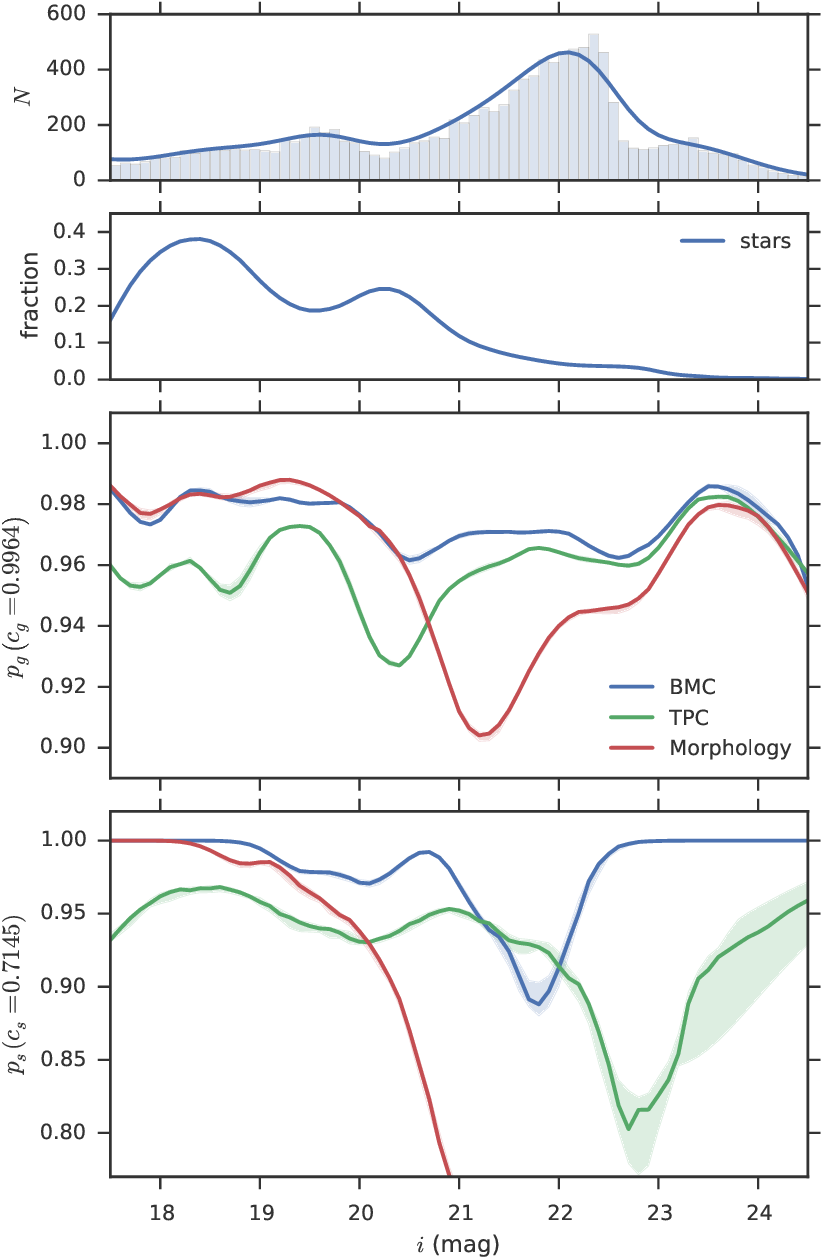 600
400
200
0
N
0.4
0.3
0.2
0.1
0.0
fraction
stars
1.00
0.98
0.96
0.94
0.92
0.90
p_g (c_g = 0.9964)
BMC
TPC
Morphology
1.00
0.95
0.90
0.85
0.80
p_s (c_s = 0.7145)
18 19 20 21 22 23 24
i (mag)